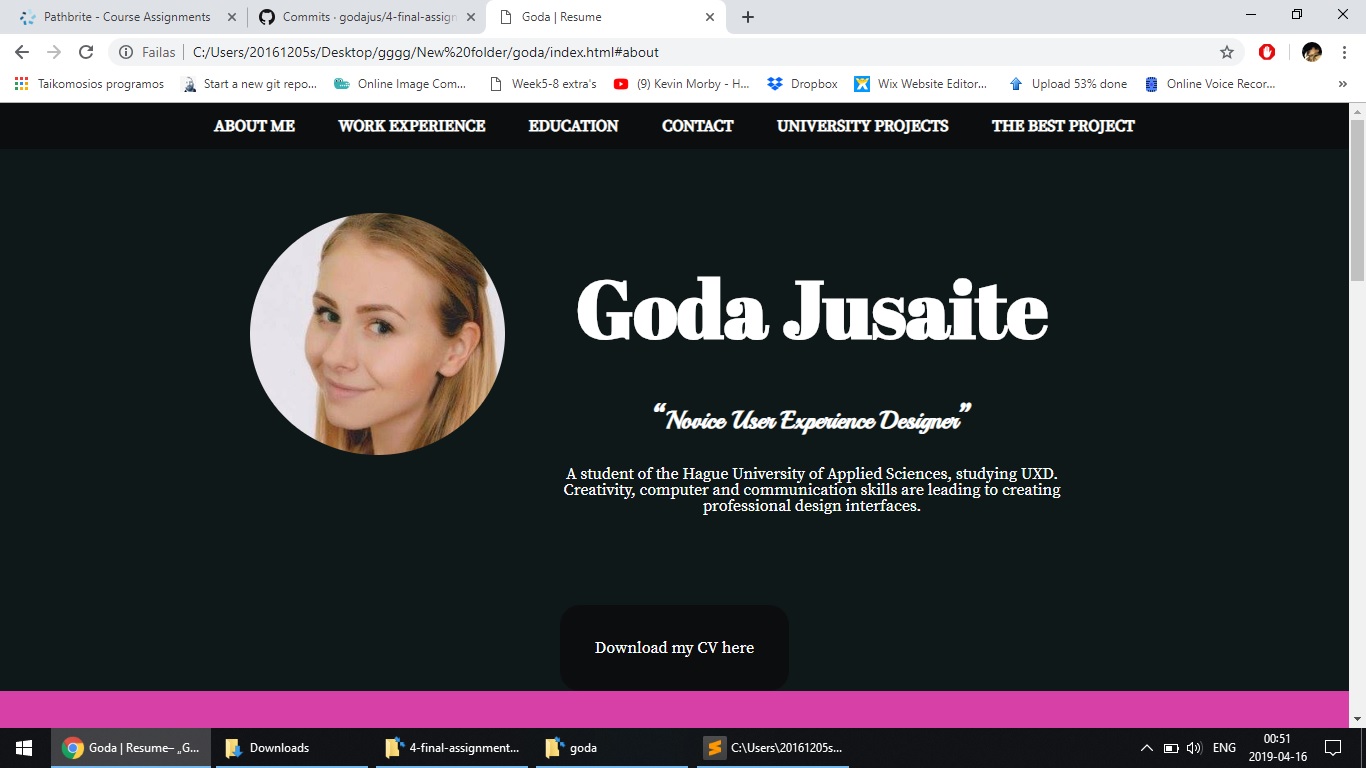 Pathbrite - Course Assignments
Commits · godajus/4-final-assign
Goda | Resume
Failas
C:/Users/20161205s/Desktop/gggg/New%20folder/goda/index.html#about
Taikomosios programos
Start a new git repo...
Online Image Com...
Week5-8 extra's
(9) Kevin Morby - H...
Dropbox
Wix Website Editor...
Upload 53% done
Online Voice Recor...
ABOUT ME
WORK EXPERIENCE
EDUCATION
CONTACT
UNIVERSITY PROJECTS
THE BEST PROJECT
Goda Jusaite
“Novice User Experience Designer”
A student of the Hague University of Applied Sciences, studying UXD.
Creativity, computer and communication skills are leading to creating
professional design interfaces.
Download my CV here
Goda | Resume– „G...
Downloads
4-final-assignment...
goda
C:\Users\20161205s...
ENG
00:51
2019-04-16